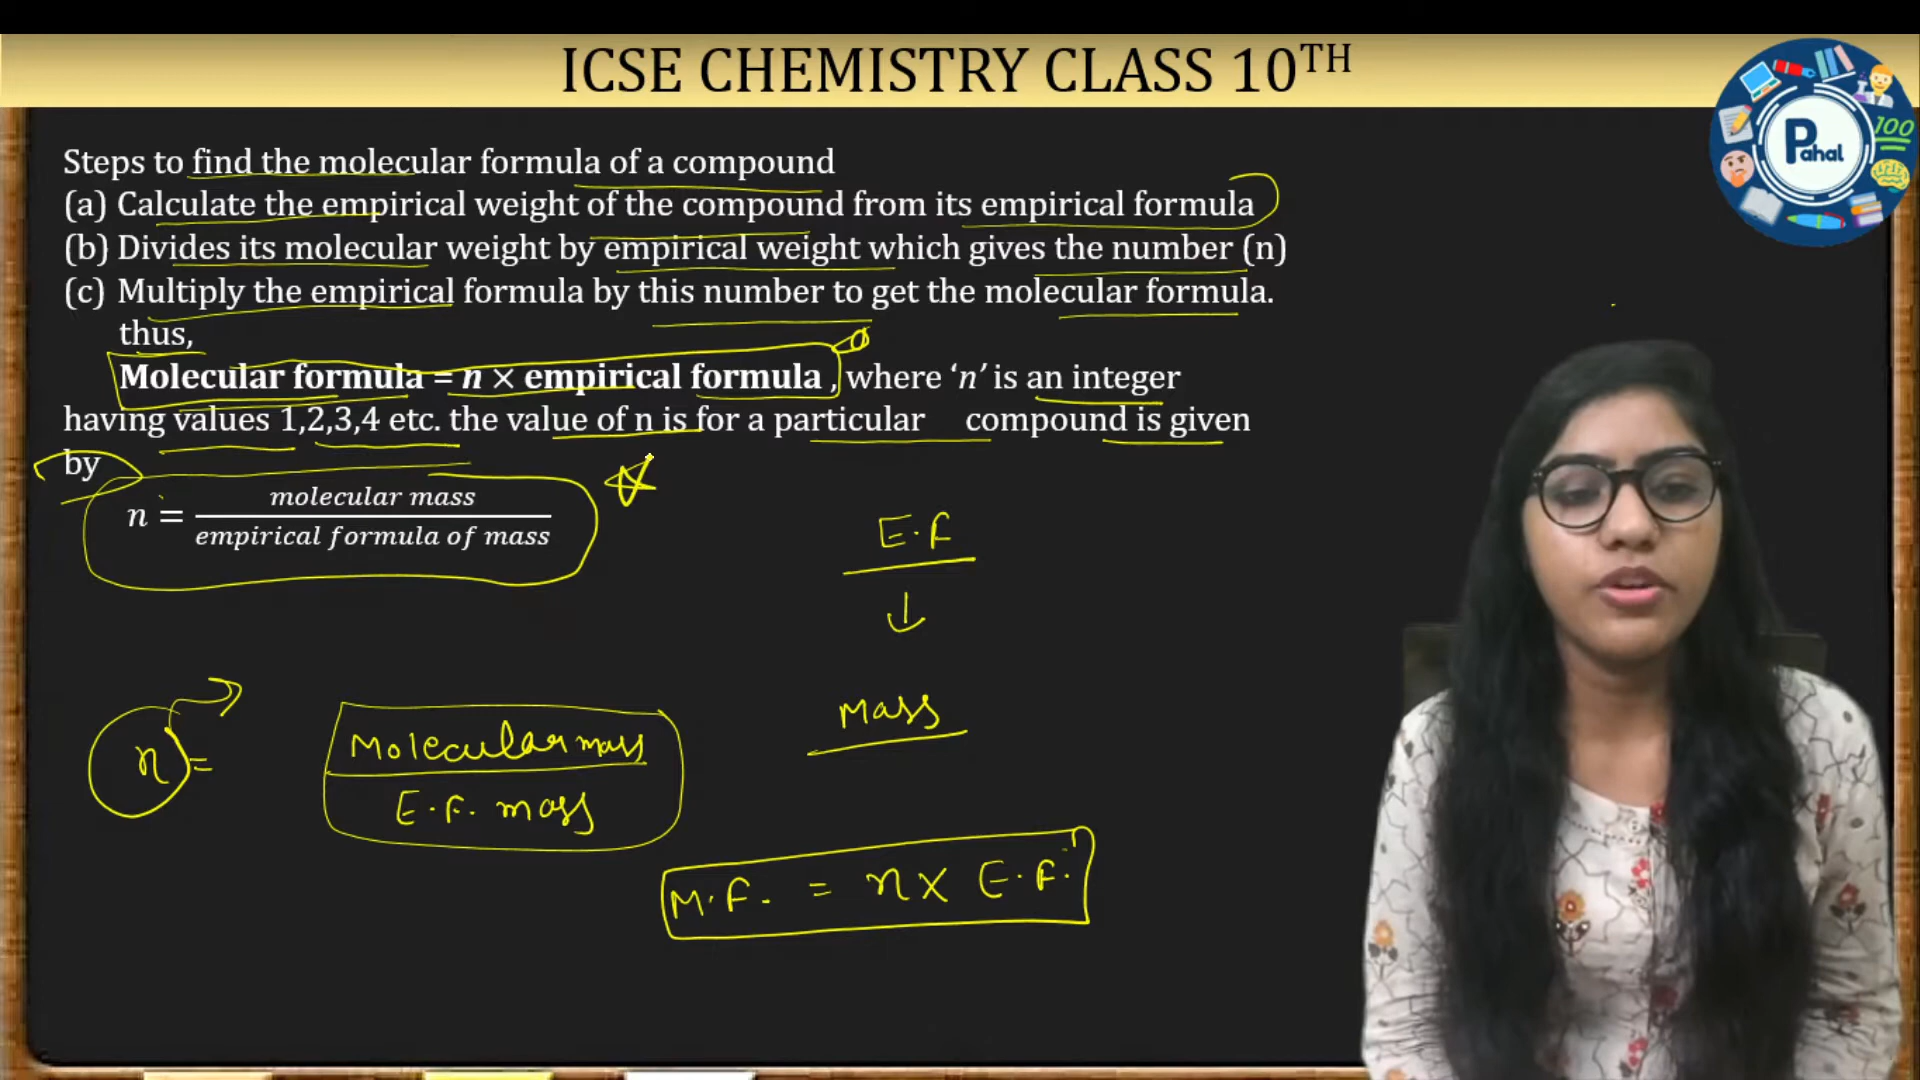 ICSE CHEMISTRY CLASS 10TH
Pahal
100
Steps to find the molecular formula of a compound
(a) Calculate the empirical weight of the compound from its empirical formula
(b) Divides its molecular weight by empirical weight which gives the number (n)
(c) Multiply the empirical formula by this number to get the molecular formula.
thus,
Molecular formula = n × empirical formula , where ‘n’ is an integer
having values 1,2,3,4 etc. the value of n is for a particular compound is given
by
n = molecular mass
empirical formula of mass
E.F
↓
Mass
n = Molecular mass
E.F. mass
M.F. = n x E.F.